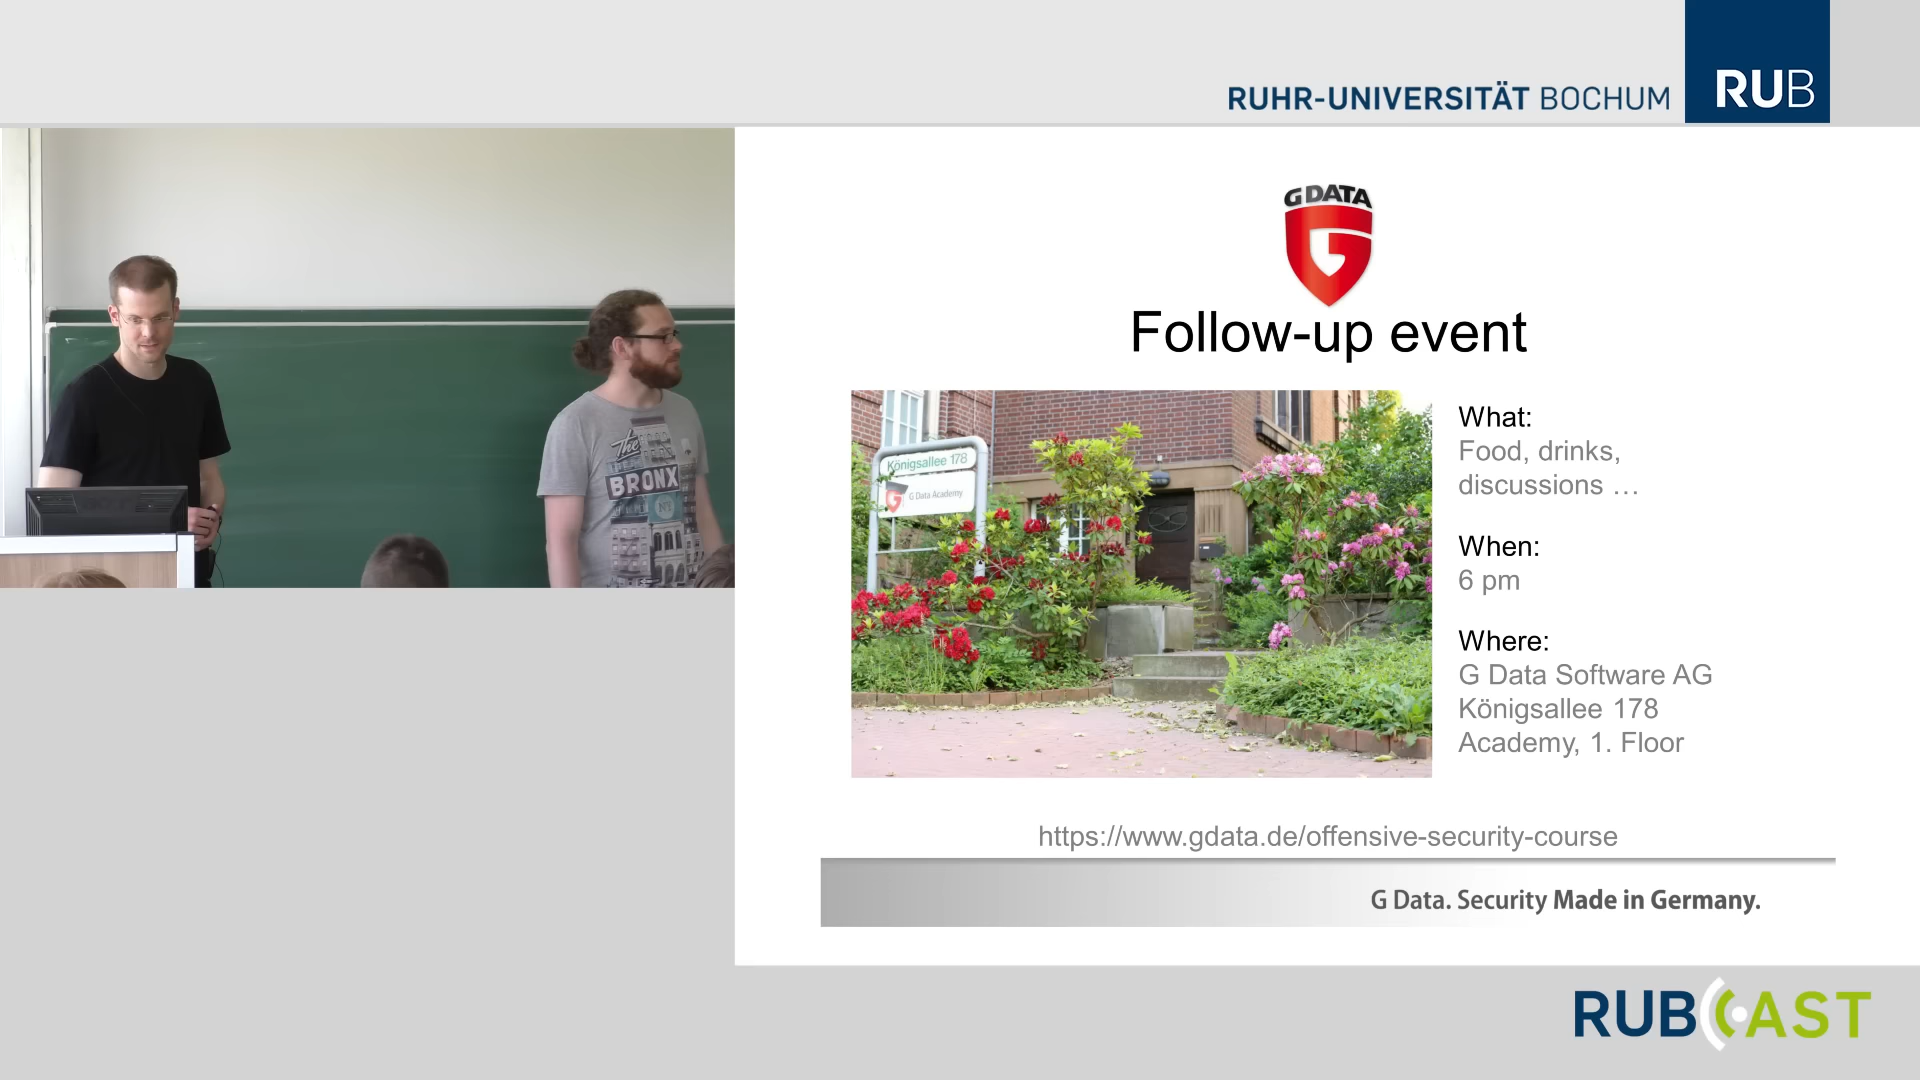 RUHR-UNIVERSITÄT BOCHUM
RUB
GDATA
Follow-up event
Königsallee 178
G Data Academy
What:
Food, drinks,
discussions …
When:
6 pm
Where:
G Data Software AG
Königsallee 178
Academy, 1. Floor
https://www.gdata.de/offensive-security-course
G Data. Security Made in Germany.
The
BRONX
RUBCAST